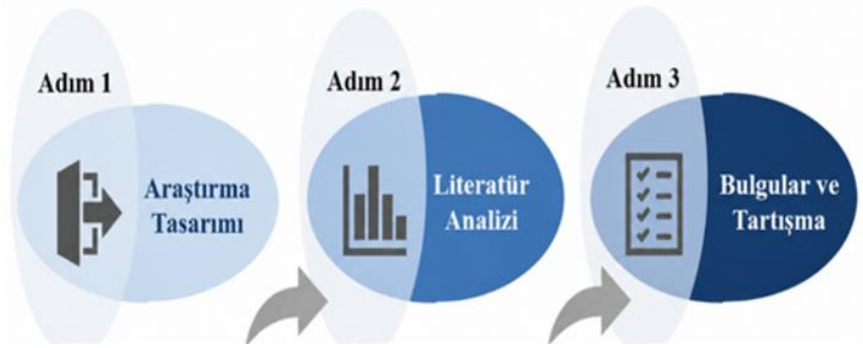 Adım 1
Araştırma
Tasarımı
Adım 2
Literatür
Analizi
Adım 3
Bulgular ve
Tartışma